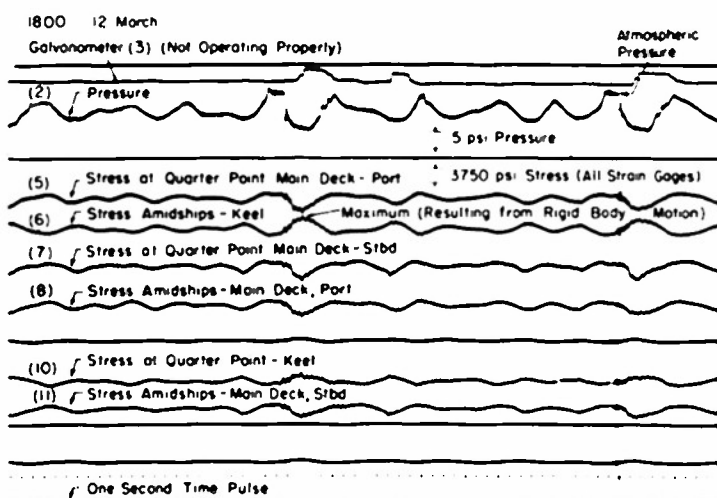 1800 12 March
Galvanometer (3) (Not Operating Properly)
Atmospheric
Pressure
(2) Pressure
5 psi Pressure
(5) Stress at Quarter Point Main Deck - Port
3750 psi Stress (All Strain Gages)
(6) Stress Amidships - Keel
Maximum (Resulting from Rigid Body Motion)
(7) Stress at Quarter Point Main Deck - Stbd
(8) Stress Amidships - Main Deck, Port
(10) Stress at Quarter Point - Keel
(11) Stress Amidships - Main Deck, Stbd
One Second Time Pulse